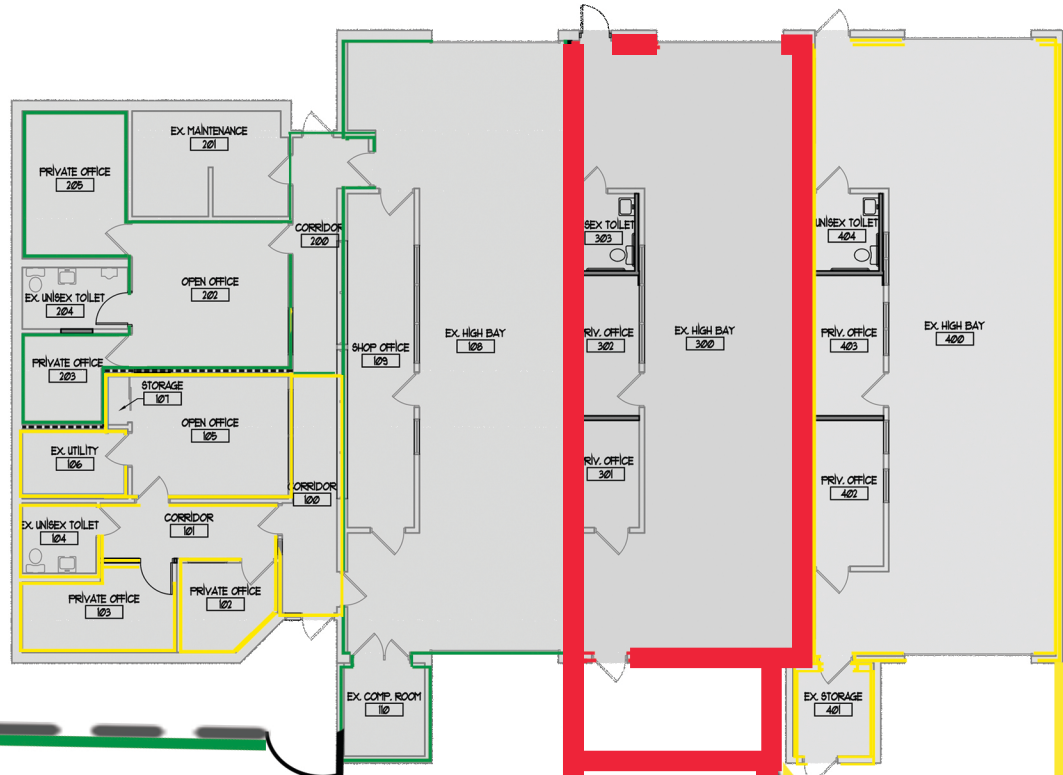 EX. MAINTENANCE
201
PRIVATE OFFICE
205
CORRIDOR
200
OPEN OFFICE
202
EX. UNISEX TOILET
204
PRIVATE OFFICE
203
STORAGE
107
OPEN OFFICE
105
EX. UTILITY
106
CORRIDOR
100
EX. UNISEX TOILET
104
CORRIDOR
101
PRIVATE OFFICE
103
PRIVATE OFFICE
102
SHOP OFFICE
109
EX. HIGH BAY
108
EX. COMP. ROOM
110
SEX TOILET
303
RIV. OFFICE
302
EX. HIGH BAY
300
RIV. OFFICE
301
UNISEX TOILET
404
PRIV. OFFICE
403
EX. HIGH BAY
400
PRIV. OFFICE
402
EX. STORAGE
401